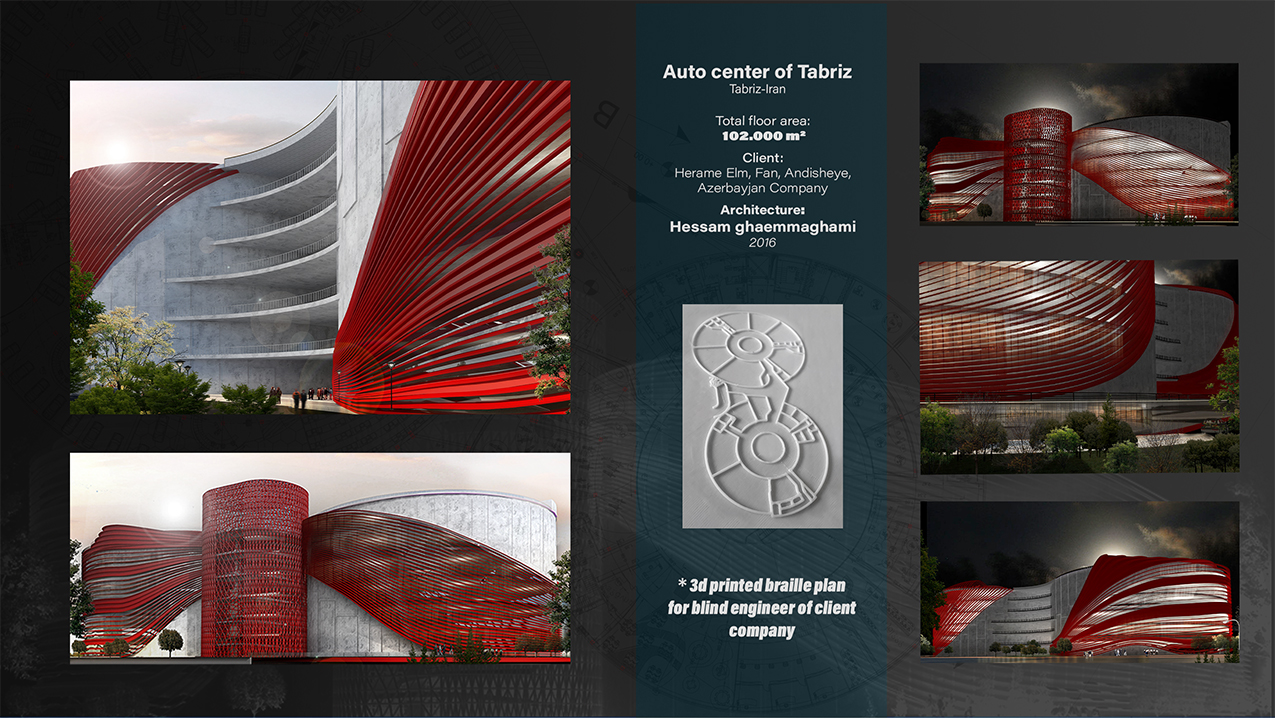 Auto center of Tabriz
Tabriz-Iran
Total floor area:
102.000 m²
Client:
Herame Elm, Fan, Andisheye,
Azerbayjan Company
Architecture:
Hessam ghaemmaghami
2016
* 3d printed braille plan
for blind engineer of client
company